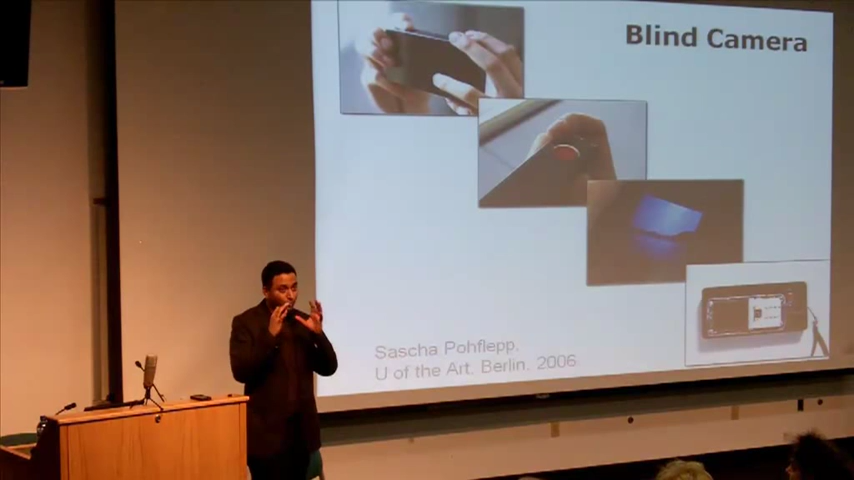 Blind Camera
Sascha Pohflepp.
U of the Art. Berlin. 2006